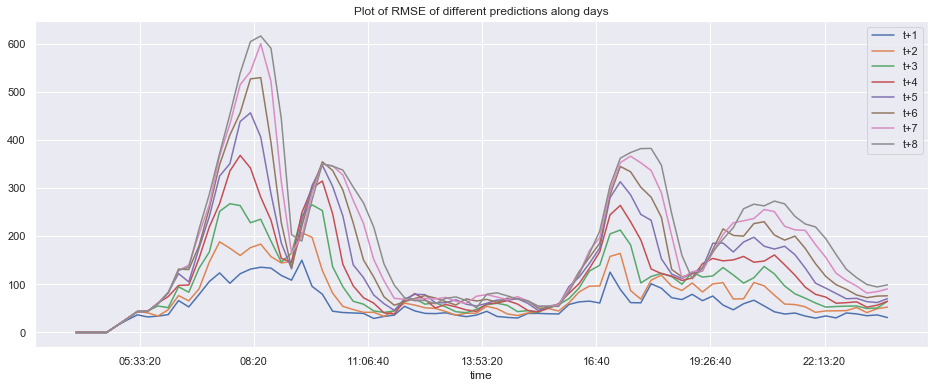 Plot of RMSE of different predictions along days
600
500
400
300
200
100
0
05:33:20
08:20
11:06:40
13:53:20
16:40
19:26:40
22:13:20
time
t+1
t+2
t+3
t+4
t+5
t+6
t+7
t+8